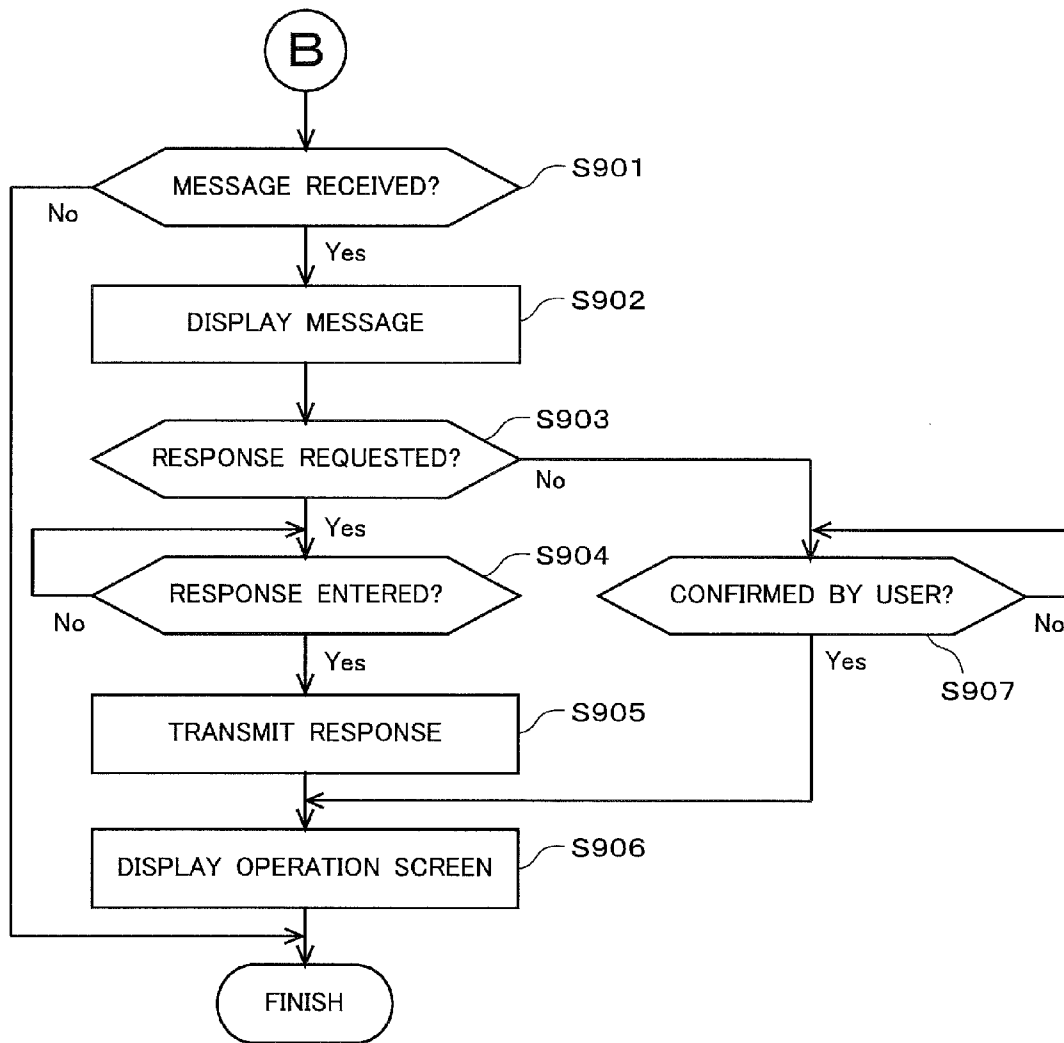 B
MESSAGE RECEIVED?
S901
No
Yes
DISPLAY MESSAGE
S902
RESPONSE REQUESTED?
S903
No
Yes
RESPONSE ENTERED?
S904
No
Yes
CONFIRMED BY USER?
No
Yes
S907
TRANSMIT RESPONSE
S905
DISPLAY OPERATION SCREEN
S906
FINISH